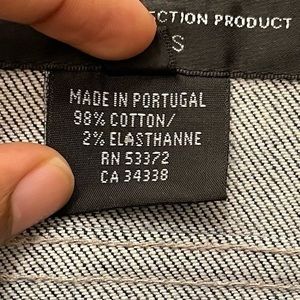 ECTION PRODUCT
S
MADE IN PORTUGAL
98% COTTON/
2% ELASTHANNE
RN 53372
CA 34338